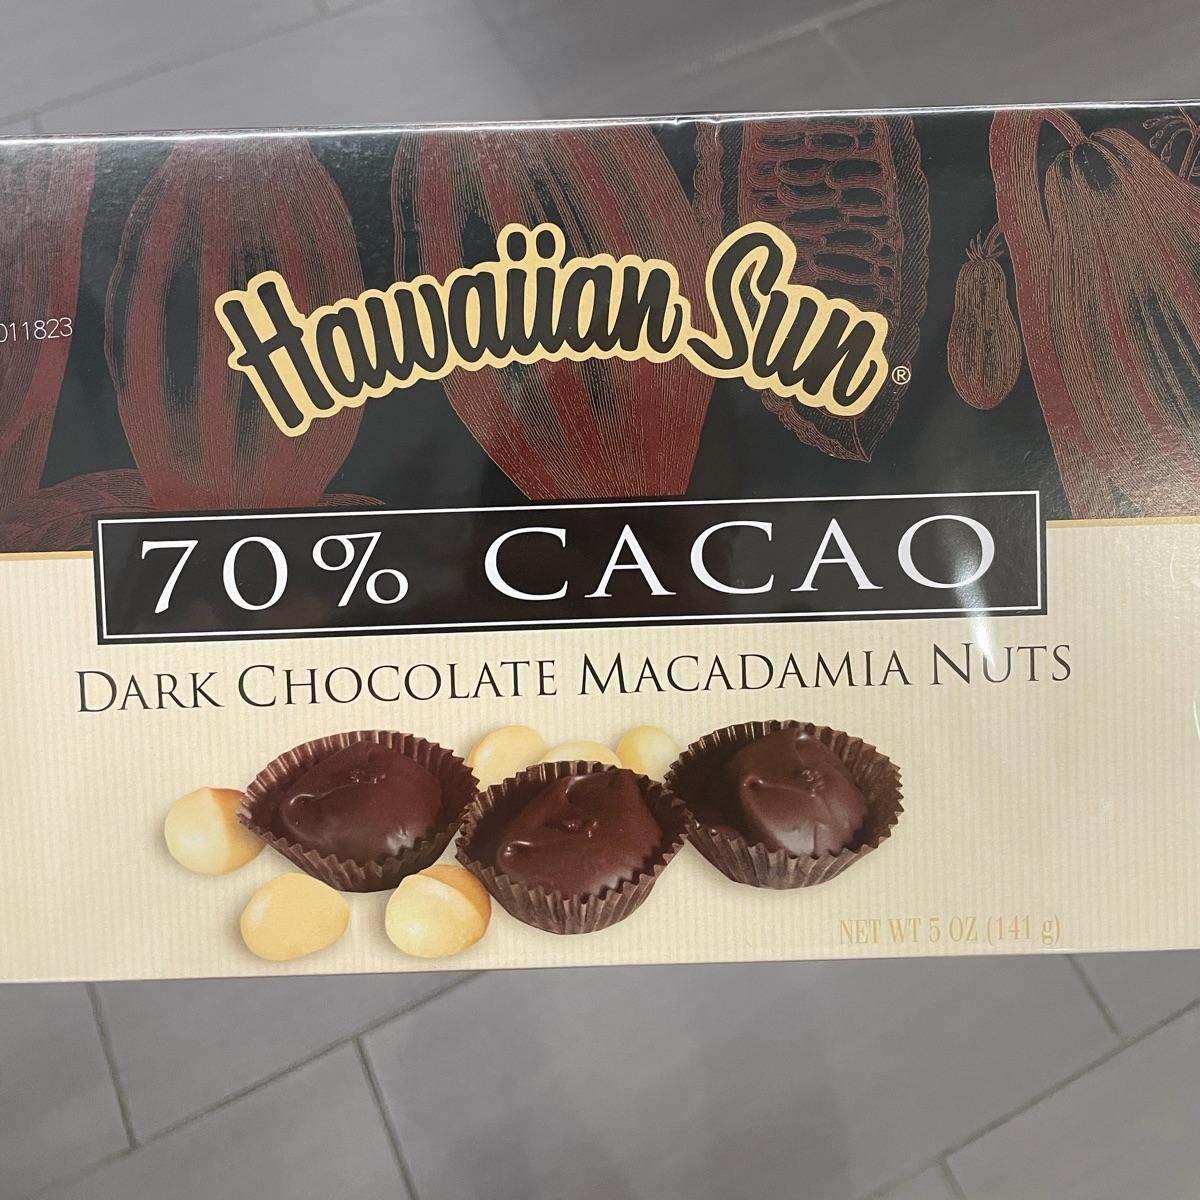 Hawaiian Sun®
011823
70% CACAO
DARK CHOCOLATE MACADAMIA NUTS
NET WT 5 OZ (141 g)